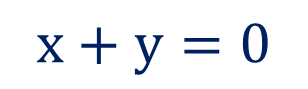 x + y = 0